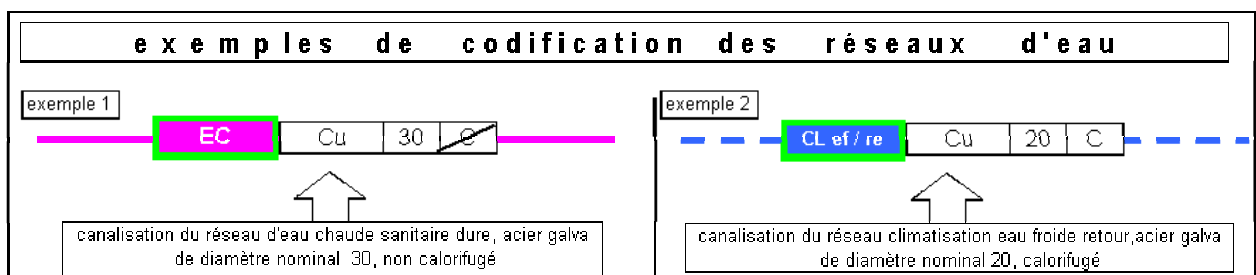 exemples de codification des réseaux d'eau
exemple 1
EC Cu 30 C
canalisation du réseau d'eau chaude sanitaire dure, acier galva
de diamètre nominal 30, non calorifugé
exemple 2
CL ef / re Cu 20 C
canalisation du réseau climatisation eau froide retour,acier galva
de diamètre nominal 20, calorifugé